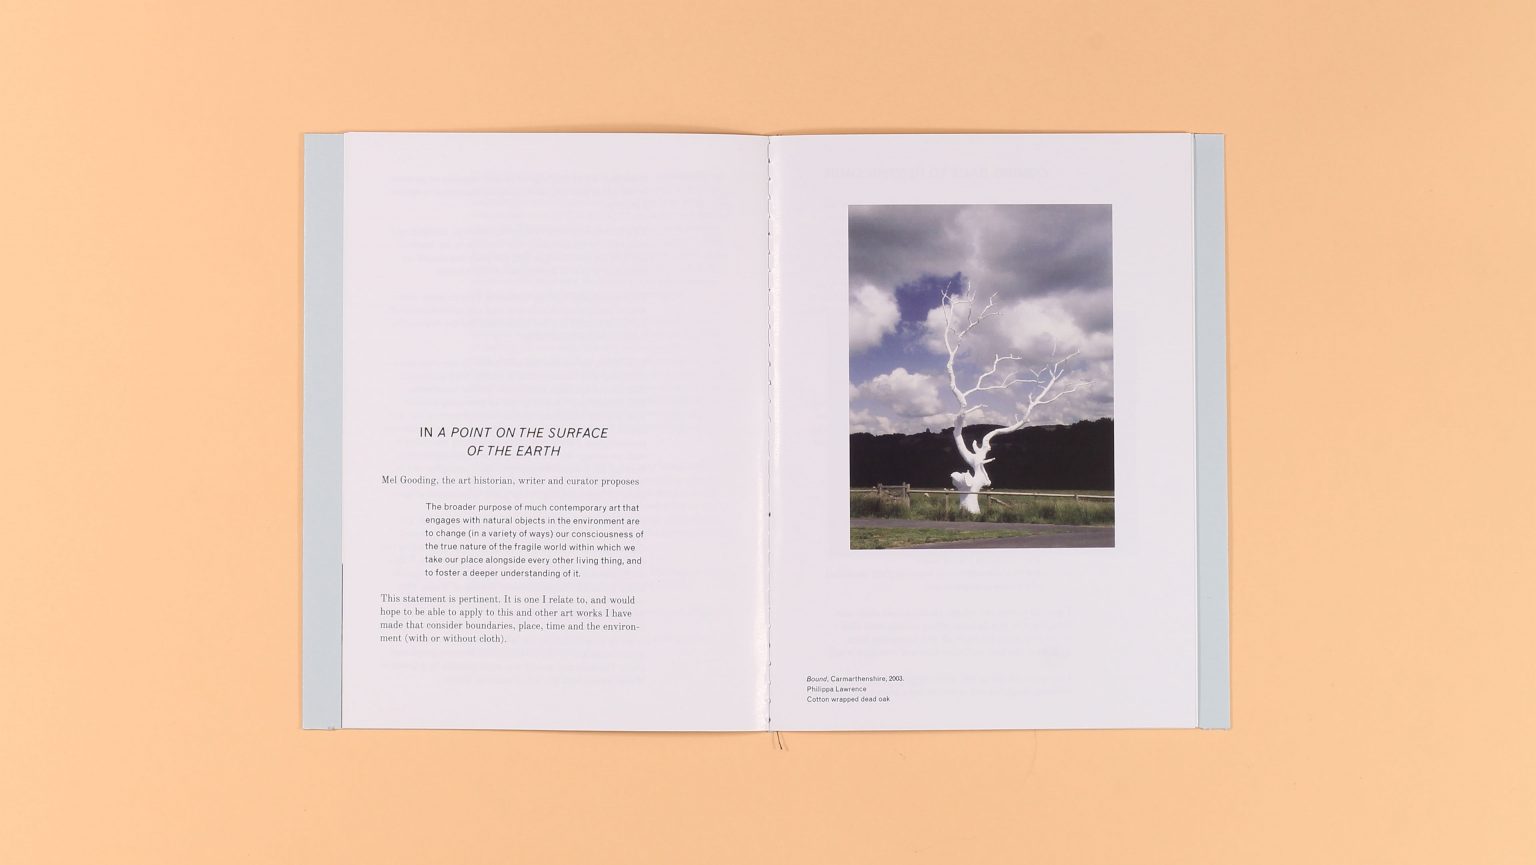 IN A POINT ON THE SURFACE
OF THE EARTH
Mel Gooding, the art historian, writer and curator proposes
The broader purpose of much contemporary art that
engages with natural objects in the environment are
to change (in a variety of ways) our consciousness of
the true nature of the fragile world within which we
take our place alongside every other living thing, and
to foster a deeper understanding of it.
This statement is pertinent. It is one I relate to, and would
hope to be able to apply to this and other art works I have
made that consider boundaries, place, time and the environ-
ment (with or without cloth).
Bound, Carmarthenshire, 2003.
Philippa Lawrence
Cotton wrapped dead oak